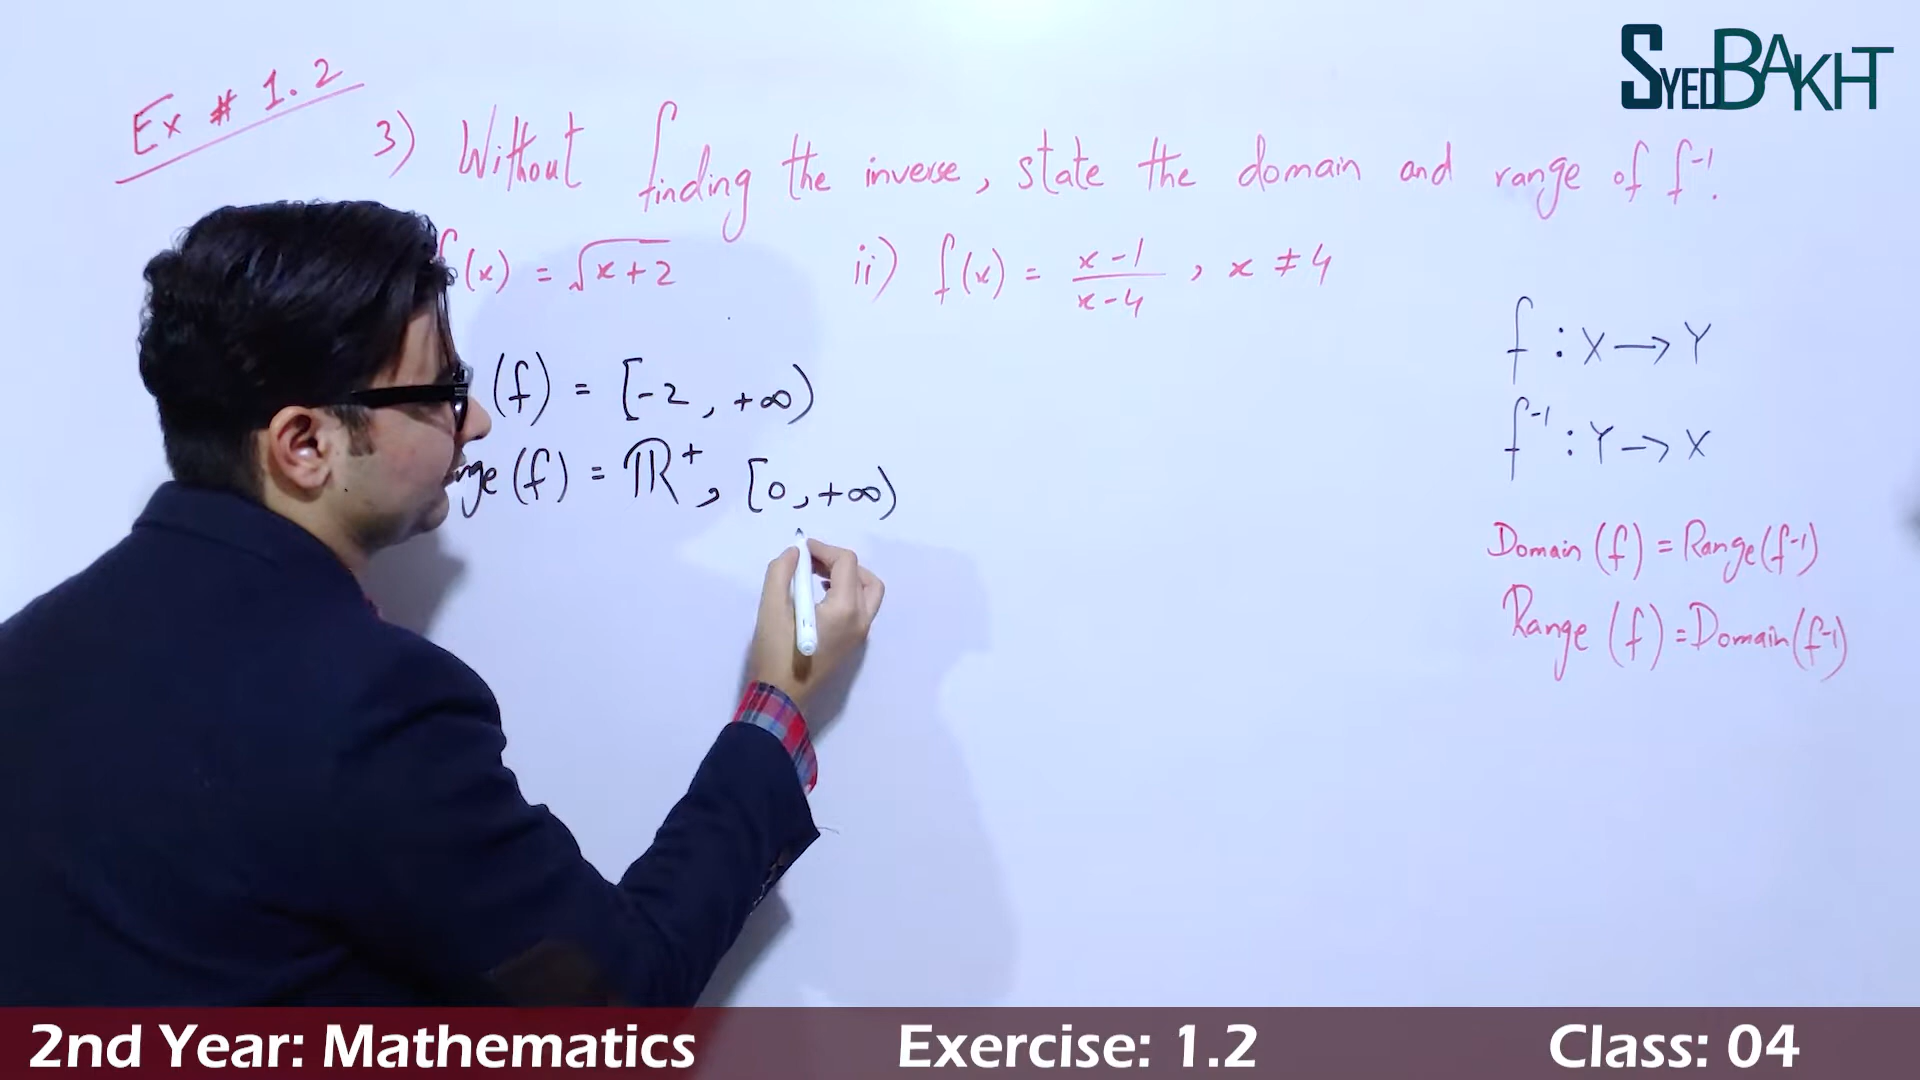 SYEDBAKHT
Ex # 1.2
3) Without finding the inverse, state the domain and range of f⁻¹.
f(x) = √x+2
ii) f(x) = x-1/x-4 , x ≠ 4
(f) = [-2, +∞)
nge (f) = ℝ⁺, [0, +∞)
f : X → Y
f⁻¹ : Y → X
Domain (f) = Range(f⁻¹)
Range (f) = Domain(f⁻¹)
2nd Year: Mathematics Exercise: 1.2 Class: 04